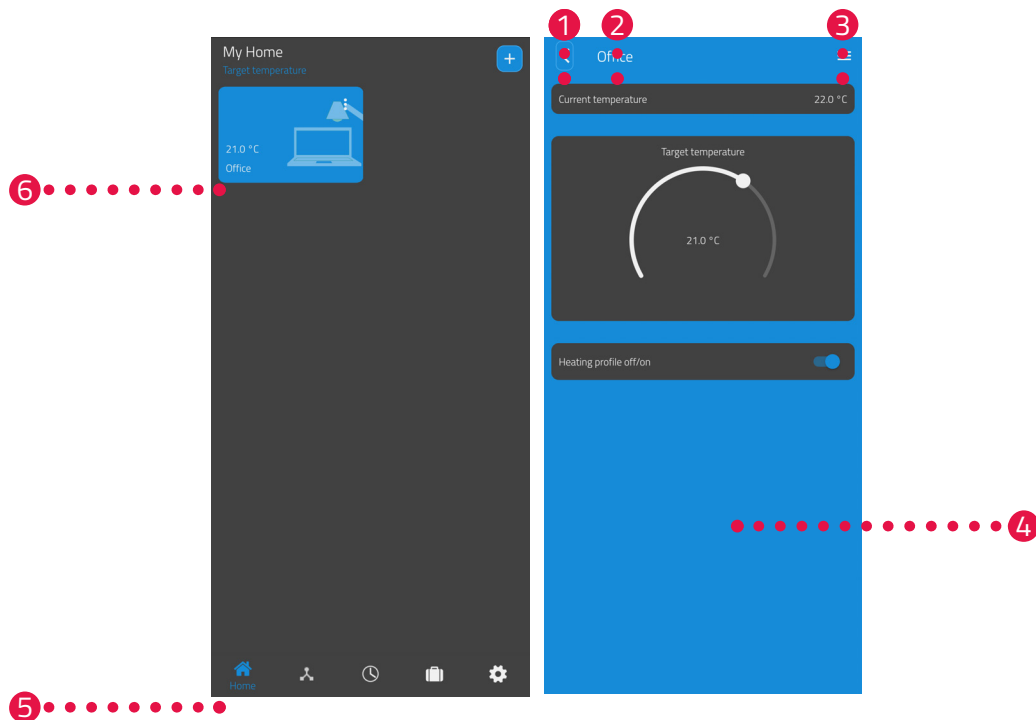 1 2 3
My Home
Target temperature
+
21.0 °C
Office
6
Home
5
Office
Current temperature 22.0 °C
Target temperature
21.0 °C
Heating profile off/on
4